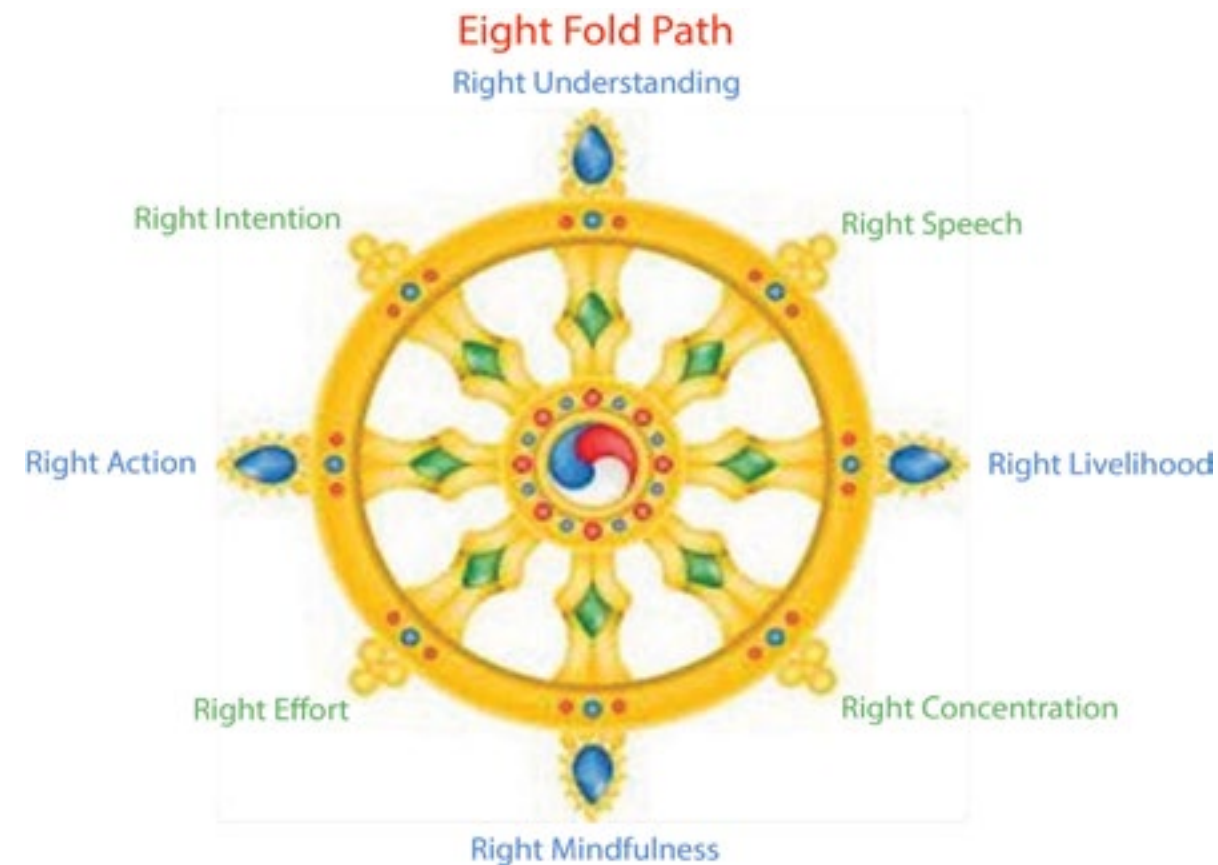 Eight Fold Path
Right Understanding
Right Intention
Right Speech
Right Action
Right Livelihood
Right Effort
Right Concentration
Right Mindfulness